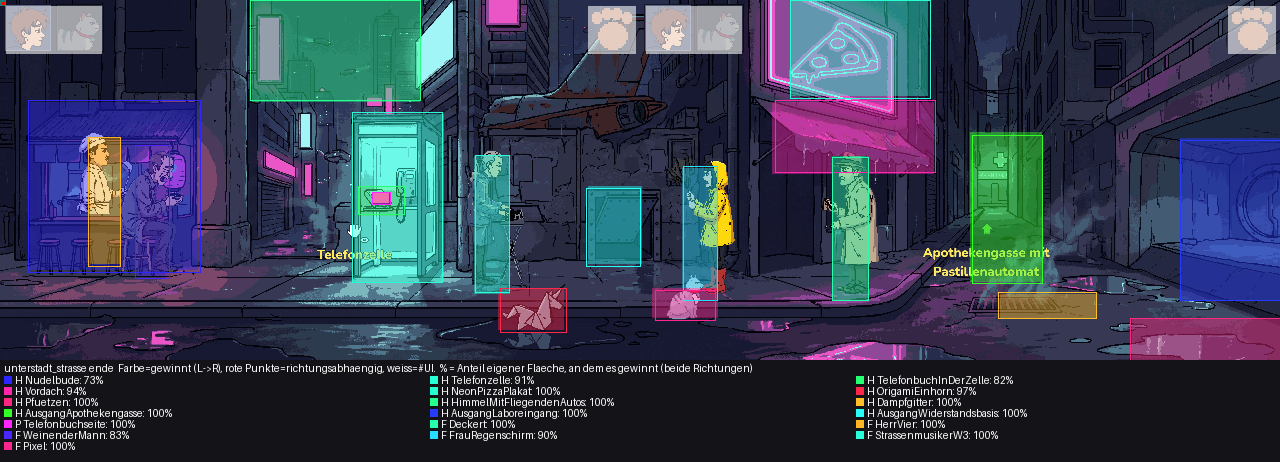 Telefonzelle
Apothekengasse mit
Pastillenautomat
unterstadt_strasse ende Farbe=gewinnt (L->R), rote Punkte=richtungsabhaengig, weiss=#UI. % = Anteil eigener Flaeche, an dem es gewinnt (beide Richtungen)
H Nudelbude: 73%
H Vordach: 94%
H Pfuetzen: 100%
H AusgangApothekengasse: 100%
P Telefonbuchseite: 100%
F WeinenderMann: 83%
F Pixel: 100%
H Telefonzelle: 91%
H NeonPizzaPlakat: 100%
H HimmelMitFliegendenAutos: 100%
H AusgangLaboreingang: 100%
F Deckert: 100%
F FrauRegenschirm: 90%
H TelefonbuchInDerZelle: 82%
H OrigamiEinhorn: 97%
H Dampfgitter: 100%
H AusgangWiderstandsbasis: 100%
F HerrVier: 100%
F StrassenmusikerW3: 100%